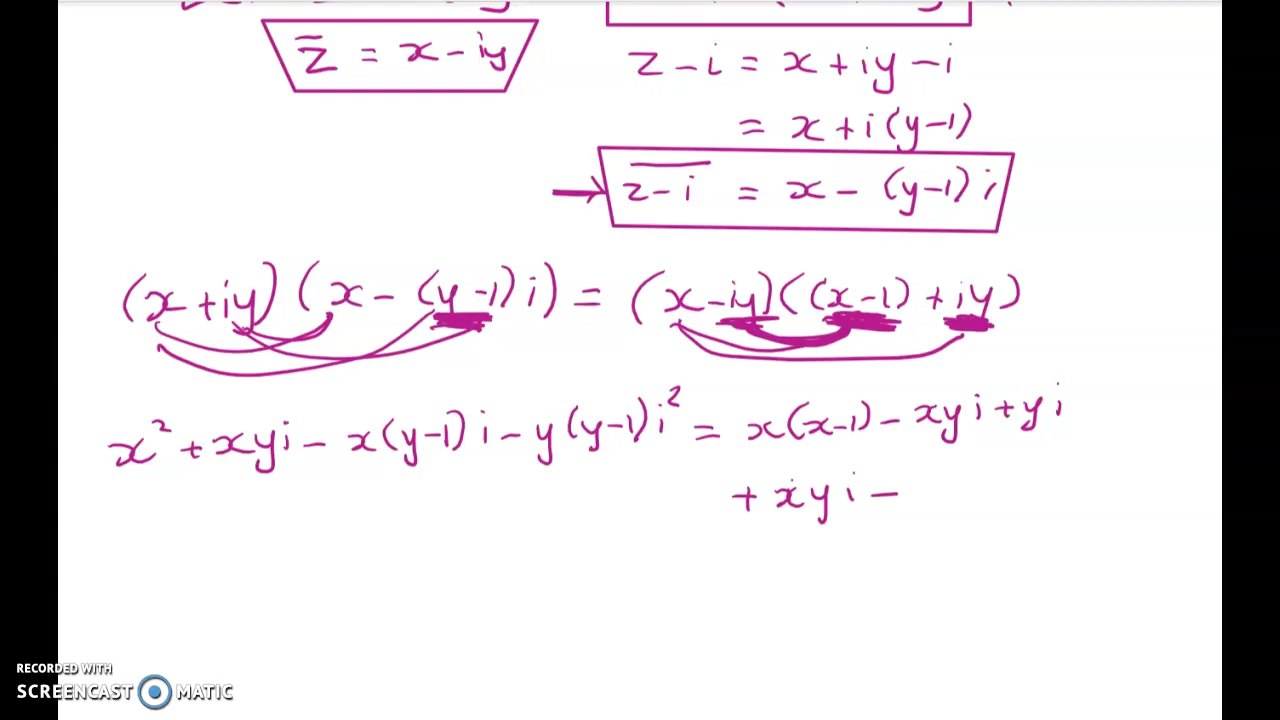 z̄ = x - iy
z - i = x + iy - i
= x + i(y-1)
z̅ ̅-̅ ̅i̅ = x - (y-1)i
(x + iy)(x - (y-1)i) = (x - iy)((x-1) + iy)
x² + xyi - x(y-1)i - y(y-1)i² = x(x-1) - xyi + yi
+ xyi -
RECORDED WITH
SCREENCAST MATIC